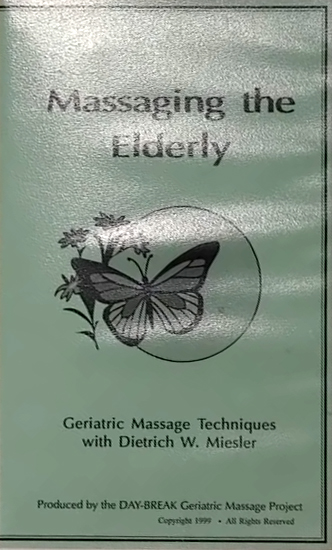 Massaging the
Elderly
Geriatric Massage Techniques
with Dietrich W. Miesler
Produced by the DAY-BREAK Geriatric Massage Project
Copyright 1999 • All Rights Reserved